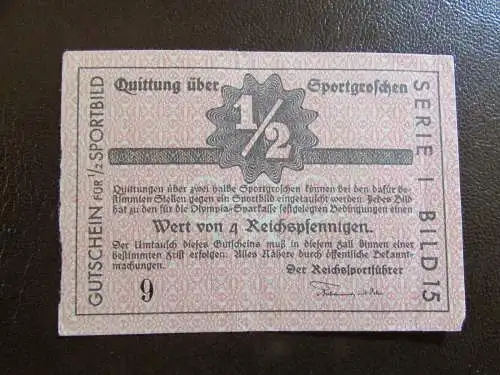 Quittung über Sportgroschen
1/2
Quittungen über zwei halbe Sportgroschen können bei den dafür be-
stimmten Stellen gegen ein Sportbild eingetauscht werden. Jedes Bild
hat zu den für die Olympia-Sparkasse festgelegten Bedingungen einen
Wert von 4 Reichspfennigen.
Der Umtausch dieses Gutscheins muß in diesem Fall binnen einer
bestimmten Frist erfolgen. Alles Nähere durch öffentliche Bekannt-
machungen.
Der Reichssportführer
9
GUTSCHEIN FÜR 1/2 SPORTBILD
SERIE I BILD 15